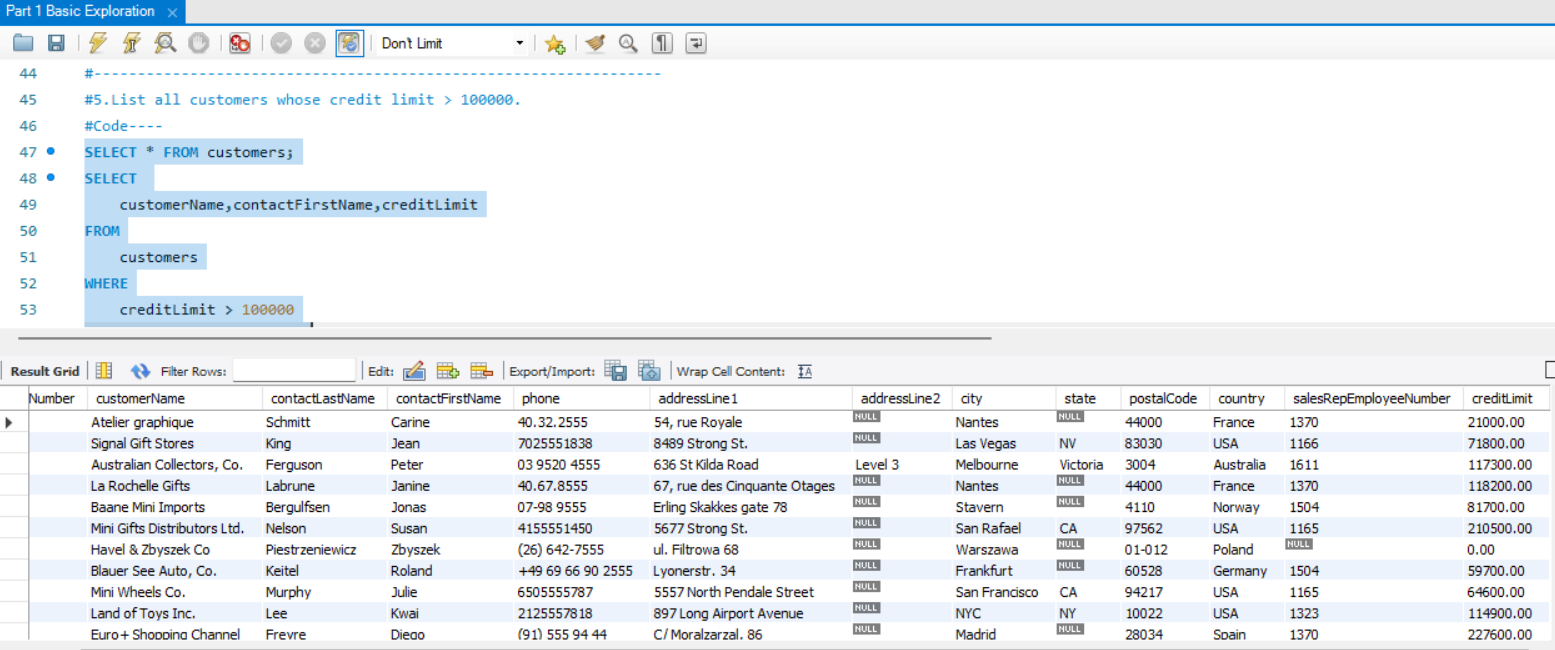 Part 1 Basic Exploration ×
Don't Limit
44 #-----------------------------------------------------------------
45 #5.List all customers whose credit limit > 100000.
46 #Code----
47 SELECT * FROM customers;
48 SELECT
49 customerName,contactFirstName,creditLimit
50 FROM
51 customers
52 WHERE
53 creditLimit > 100000
Result Grid Filter Rows: Edit: Export/Import: Wrap Cell Content:
Number customerName contactLastName contactFirstName phone addressLine1 addressLine2 city state postalCode country salesRepEmployeeNumber creditLimit
Atelier graphique Schmitt Carine 40.32.2555 54, rue Royale NULL Nantes NULL 44000 France 1370 21000.00
Signal Gift Stores King Jean 7025551838 8489 Strong St. NULL Las Vegas NV 83030 USA 1166 71800.00
Australian Collectors, Co. Ferguson Peter 03 9520 4555 636 St Kilda Road Level 3 Melbourne Victoria 3004 Australia 1611 117300.00
La Rochelle Gifts Labrune Janine 40.67.8555 67, rue des Cinquante Otages NULL Nantes NULL 44000 France 1370 118200.00
Baane Mini Imports Bergulfsen Jonas 07-98 9555 Erling Skakkes gate 78 NULL Stavern NULL 4110 Norway 1504 81700.00
Mini Gifts Distributors Ltd. Nelson Susan 4155551450 5677 Strong St. NULL San Rafael CA 97562 USA 1165 210500.00
Havel & Zbyszek Co Piestrzeniewicz Zbyszek (26) 642-7555 ul. Filtrowa 68 NULL Warszawa NULL 01-012 Poland NULL 0.00
Blauer See Auto, Co. Keitel Roland +49 69 66 90 2555 Lyonerstr. 34 NULL Frankfurt NULL 60528 Germany 1504 59700.00
Mini Wheels Co. Murphy Julie 6505555787 5557 North Pendale Street NULL San Francisco CA 94217 USA 1165 64600.00
Land of Toys Inc. Lee Kwai 2125557818 897 Long Airport Avenue NULL NYC NY 10022 USA 1323 114900.00
Euro+ Shopping Channel Freyre Diego (91) 555 94 44 C/ Moralzarzal, 86 NULL Madrid NULL 28034 Spain 1370 227600.00